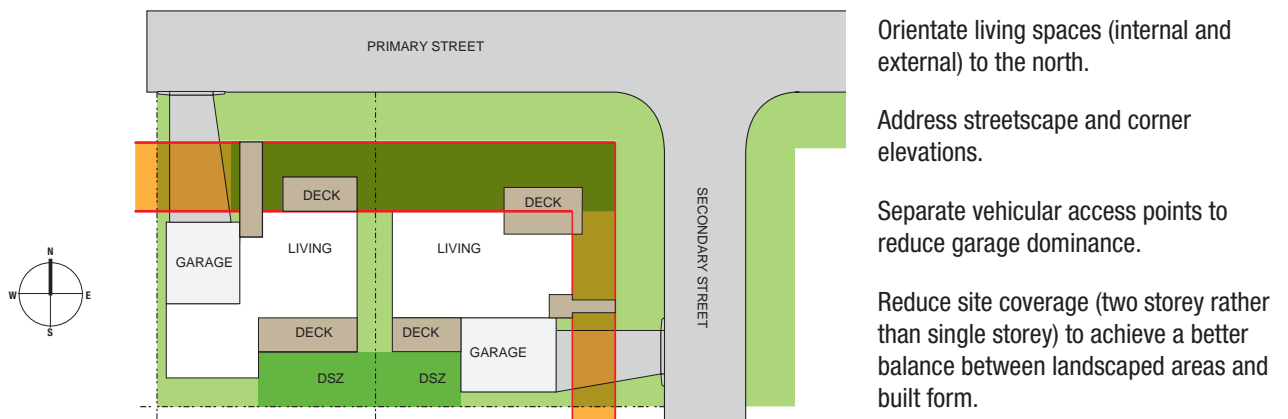 PRIMARY STREET
SECONDARY STREET
DECK
DECK
LIVING
LIVING
GARAGE
N
W
E
S
DECK
DECK
GARAGE
DSZ
DSZ
Orientate living spaces (internal and
external) to the north.
Address streetscape and corner
elevations.
Separate vehicular access points to
reduce garage dominance.
Reduce site coverage (two storey rather
than single storey) to achieve a better
balance between landscaped areas and
built form.